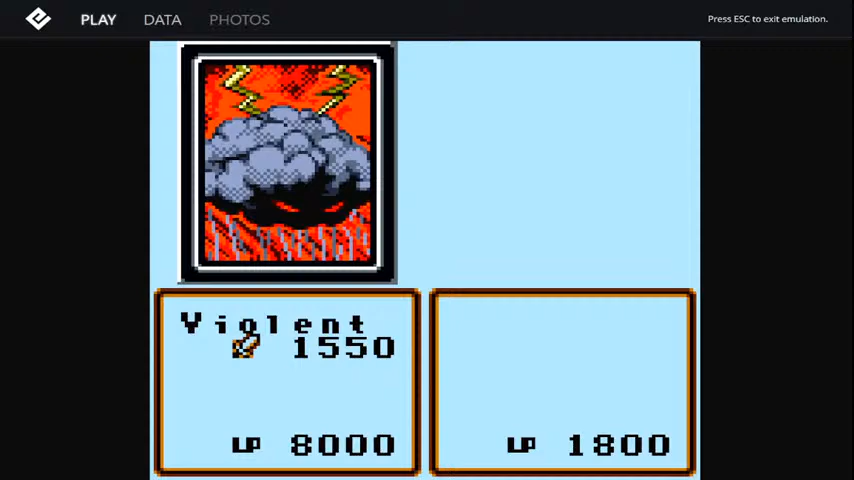 PLAY DATA PHOTOS Press ESC to exit emulation.
Violent
1550
LP 8000 LP 1800